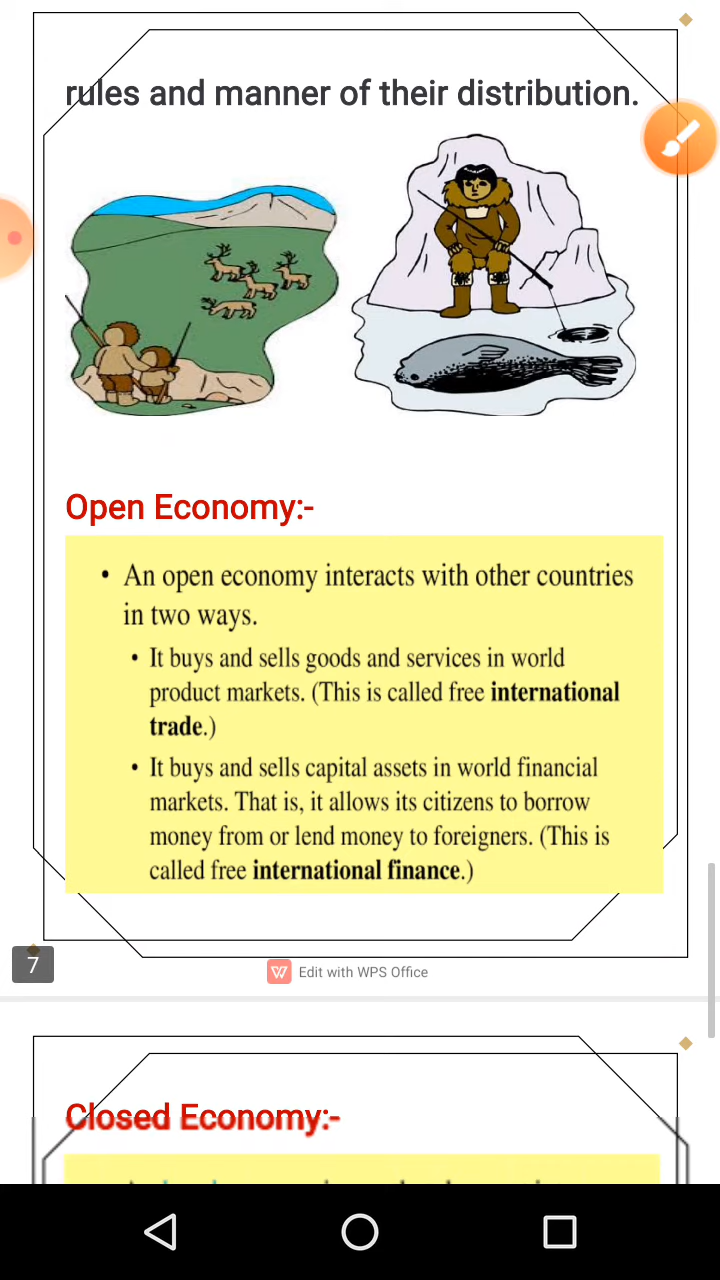 rules and manner of their distribution.
Open Economy:-
• An open economy interacts with other countries
in two ways.
• It buys and sells goods and services in world
product markets. (This is called free international
trade.)
• It buys and sells capital assets in world financial
markets. That is, it allows its citizens to borrow
money from or lend money to foreigners. (This is
called free international finance.)
7
Edit with WPS Office
Closed Economy:-